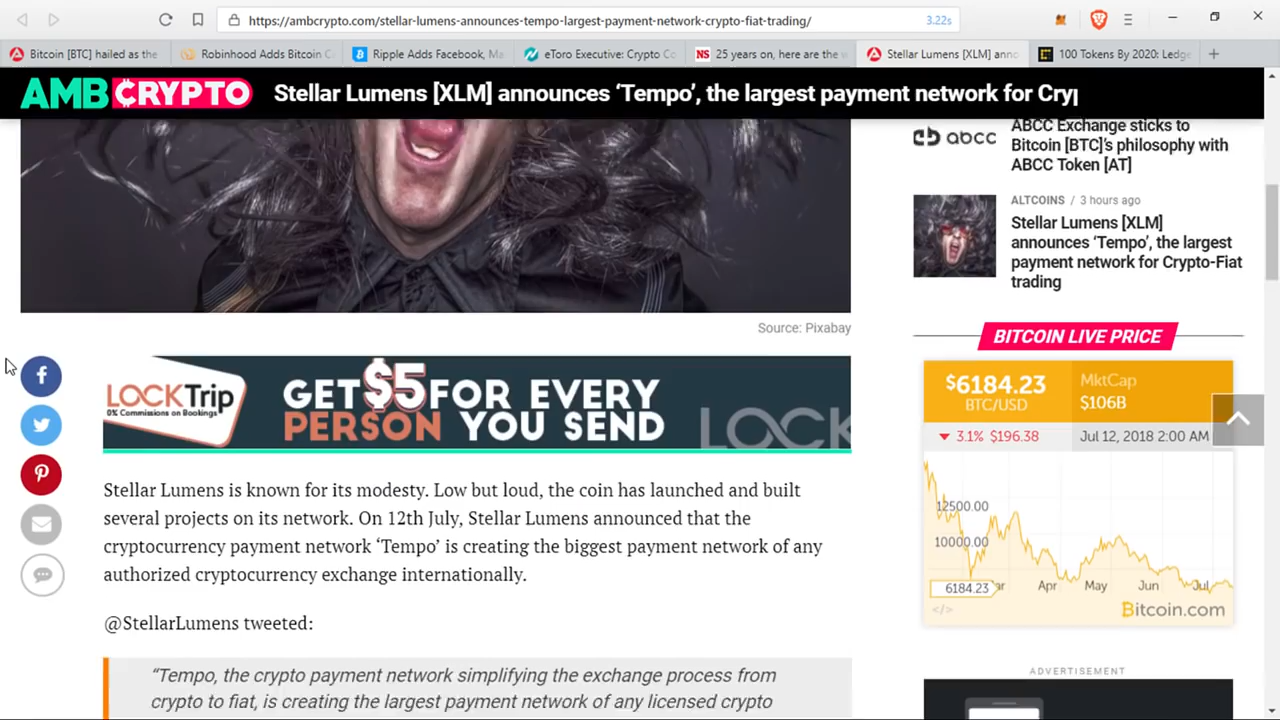 https://ambcrypto.com/stellar-lumens-announces-tempo-largest-payment-network-crypto-fiat-trading/
3.22s
Bitcoin [BTC] hailed as the
Robinhood Adds Bitcoin C
Ripple Adds Facebook, Ma
eToro Executive: Crypto Co
NS 25 years on, here are the w
Stellar Lumens [XLM] anno
100 Tokens By 2020: Ledge
AMBCRYPTO
Stellar Lumens [XLM] announces ‘Tempo’, the largest payment network for Cryp
Source: Pixabay
LOCKTrip
0% Commissions on Bookings
GET $5 FOR EVERY
PERSON YOU SEND
LOCK
Stellar Lumens is known for its modesty. Low but loud, the coin has launched and built
several projects on its network. On 12th July, Stellar Lumens announced that the
cryptocurrency payment network ‘Tempo’ is creating the biggest payment network of any
authorized cryptocurrency exchange internationally.
@StellarLumens tweeted:
“Tempo, the crypto payment network simplifying the exchange process from
crypto to fiat, is creating the largest payment network of any licensed crypto
abcc
ABCC Exchange sticks to
Bitcoin [BTC]’s philosophy with
ABCC Token [AT]
ALTCOINS / 3 hours ago
Stellar Lumens [XLM]
announces ‘Tempo’, the largest
payment network for Crypto-Fiat
trading
BITCOIN LIVE PRICE
$6184.23
BTC/USD
MktCap
$106B
3.1% $196.38
Jul 12, 2018 2:00 AM
12500.00
10000.00
6184.23
ar Apr May Jun Jul
</>
Bitcoin.com
ADVERTISEMENT